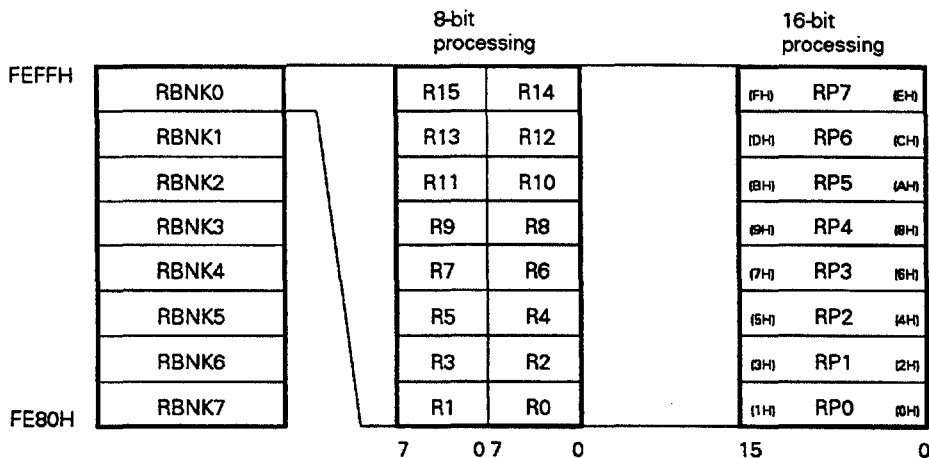 8-bit processing
16-bit processing
FEFFH
RBNK0 R15 R14 (FH) RP7 (EH)
RBNK1 R13 R12 (DH) RP6 (CH)
RBNK2 R11 R10 (BH) RP5 (AH)
RBNK3 R9 R8 (9H) RP4 (8H)
RBNK4 R7 R6 (7H) RP3 (6H)
RBNK5 R5 R4 (5H) RP2 (4H)
RBNK6 R3 R2 (3H) RP1 (2H)
RBNK7 R1 R0 (1H) RP0 (0H)
FE80H
7 0 7 0 15 0